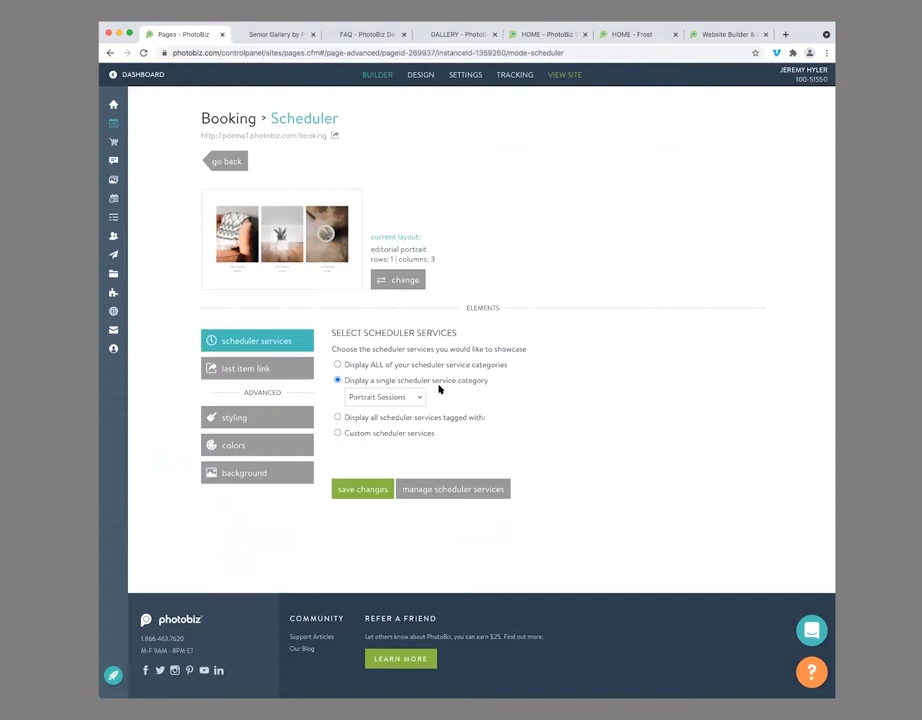 Pages - PhotoBiz
Senior Gallery by P
FAQ - PhotoBiz De
GALLERY - PhotoB
HOME - PhotoBiz S
HOME - Frost
Website Builder &
photobiz.com/controlpanel/sites/pages.cfm#/page-advanced/pageid-269937/instanceId-1359260/mode-scheduler
DASHBOARD
BUILDER
DESIGN
SETTINGS
TRACKING
VIEW SITE
JEREMY HYLER
100-51550
Booking > Scheduler
http://pdemo1.photobiz.com/booking
go back
current layout:
editorial portrait
rows: 1 | columns: 3
change
ELEMENTS
scheduler services
last item link
ADVANCED
styling
colors
background
SELECT SCHEDULER SERVICES
Choose the scheduler services you would like to showcase
Display ALL of your scheduler service categories
Display a single scheduler service category
Portrait Sessions
Display all scheduler services tagged with:
Custom scheduler services
save changes
manage scheduler services
photobiz
1.866.463.7620
M-F 9AM - 8PM ET
COMMUNITY
Support Articles
Our Blog
REFER A FRIEND
Let others know about PhotoBiz, you can earn $25. Find out more.
LEARN MORE
?